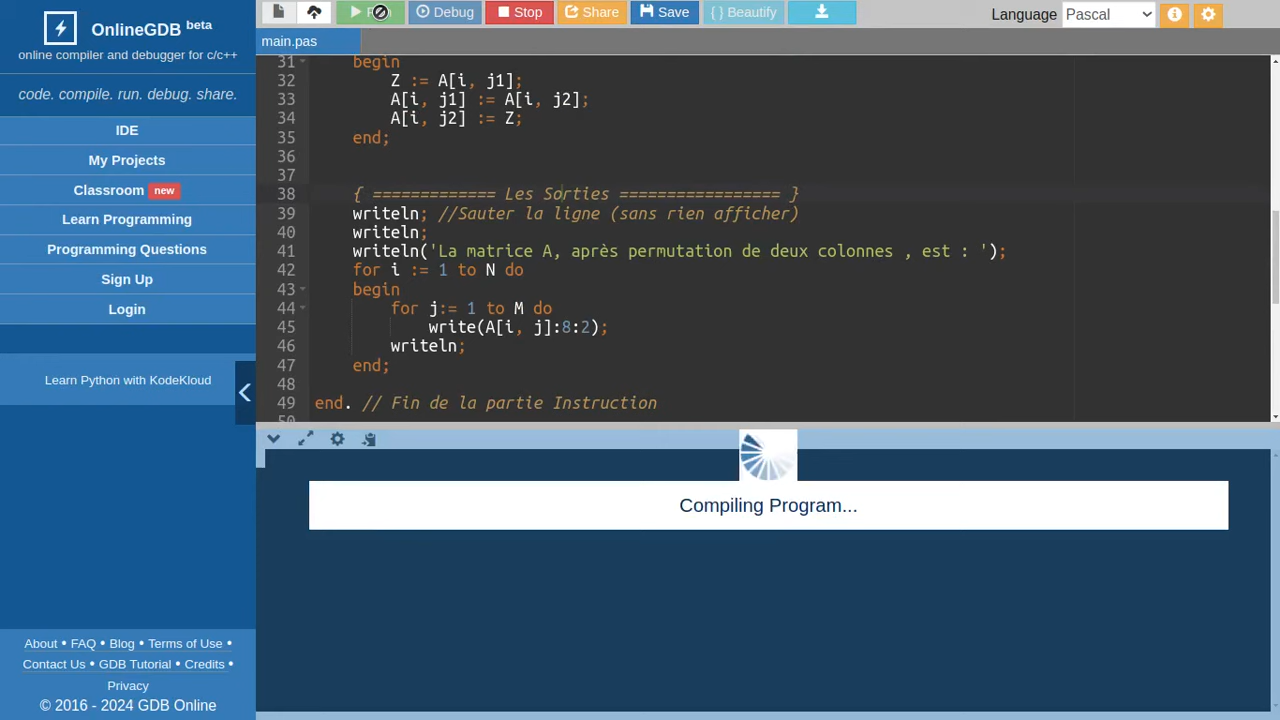 OnlineGDB beta
online compiler and debugger for c/c++
code. compile. run. debug. share.
IDE
My Projects
Classroom new
Learn Programming
Programming Questions
Sign Up
Login
Learn Python with KodeKloud
About • FAQ • Blog • Terms of Use •
Contact Us • GDB Tutorial • Credits •
Privacy
© 2016 - 2024 GDB Online
Debug Stop Share Save { } Beautify
Language Pascal
main.pas
31 begin
32 Z := A[i, j1];
33 A[i, j1] := A[i, j2];
34 A[i, j2] := Z;
35 end;
36
37
38 { ============= Les Sorties ================= }
39 writeln; //Sauter la ligne (sans rien afficher)
40 writeln;
41 writeln('La matrice A, après permutation de deux colonnes , est : ');
42 for i := 1 to N do
43 begin
44 for j:= 1 to M do
45 write(A[i, j]:8:2);
46 writeln;
47 end;
48
49 end. // Fin de la partie Instruction
50
Compiling Program...